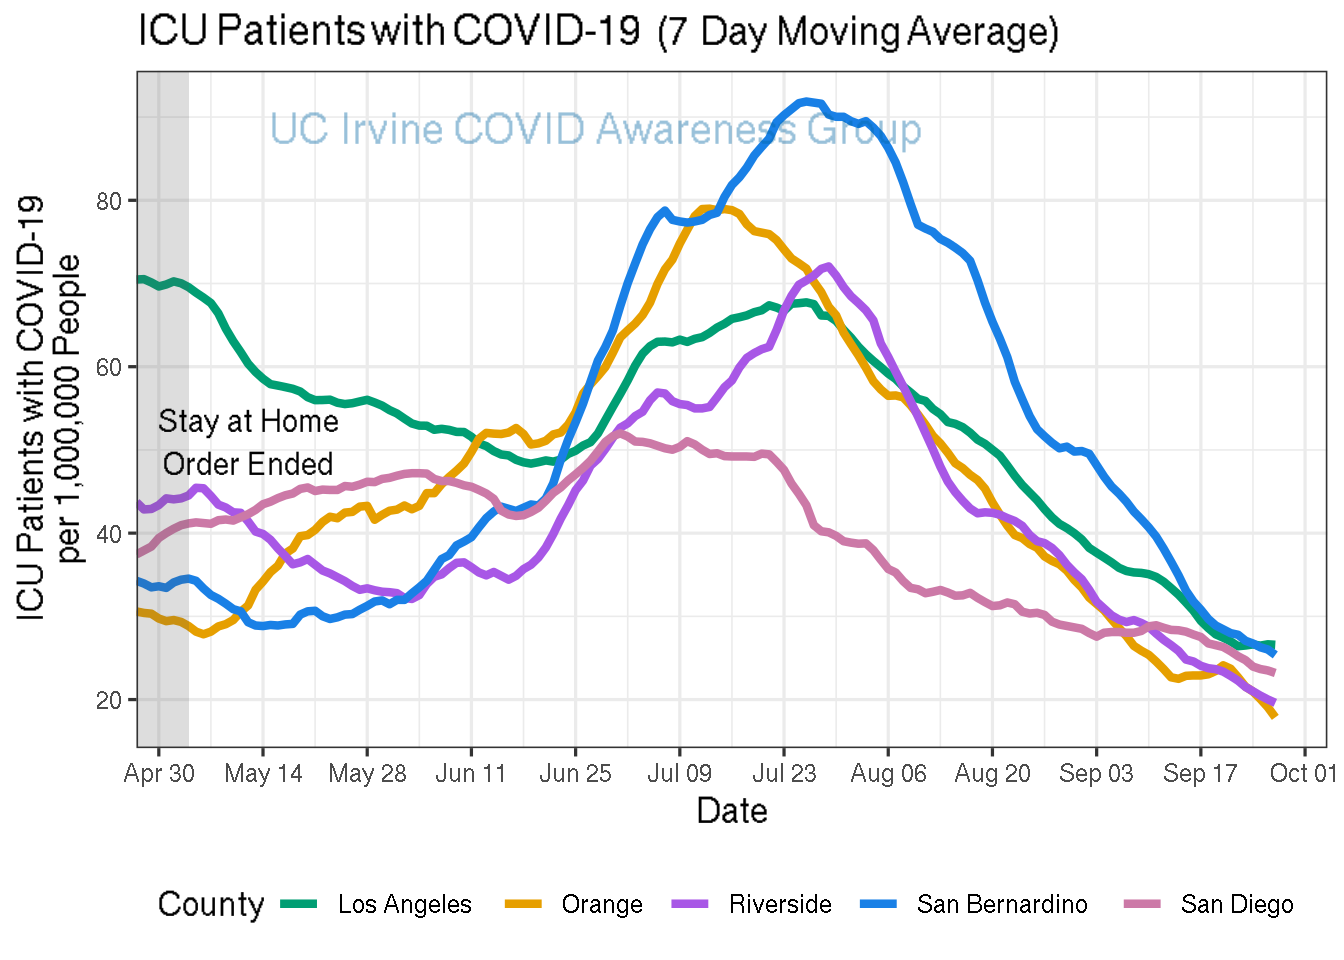 ICU Patients with COVID-19 (7 Day Moving Average)
UC Irvine COVID Awareness Group
ICU Patients with COVID-19
per 1,000,000 People
80
60
40
20
Stay at Home
Order Ended
Apr 30 May 14 May 28 Jun 11 Jun 25 Jul 09 Jul 23 Aug 06 Aug 20 Sep 03 Sep 17 Oct 01
Date
County Los Angeles Orange Riverside San Bernardino San Diego